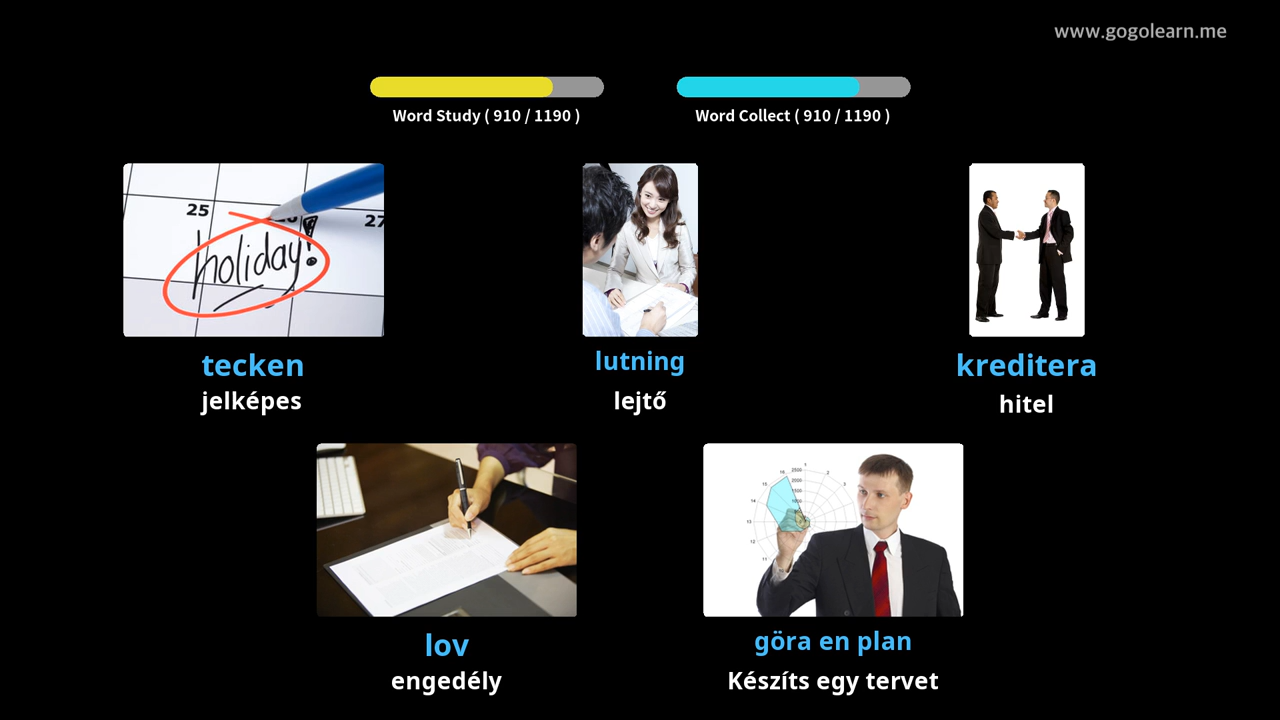 www.gogolearn.me
Word Study ( 910 / 1190 )
Word Collect ( 910 / 1190 )
25
27
holiday!
tecken
jelképes
lutning
lejtő
kreditera
hitel
lov
engedély
göra en plan
Készíts egy tervet